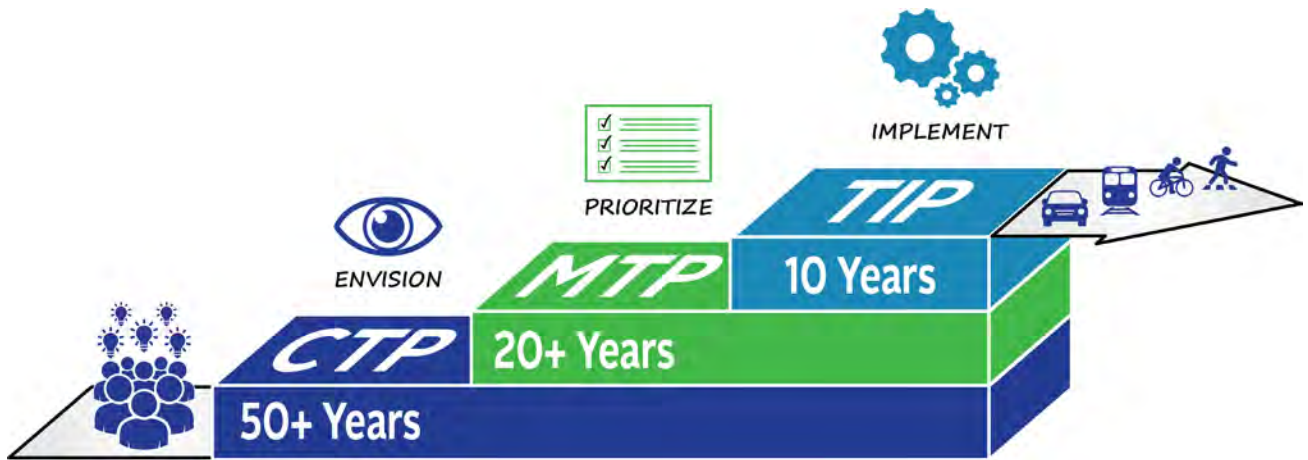 IMPLEMENT
PRIORITIZE
TIP
ENVISION
MTP
10 Years
CTP
20+ Years
50+ Years